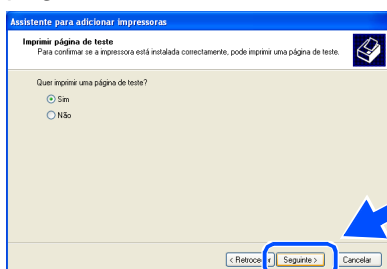 Assistente para adicionar impressoras
Imprimir página de teste
Para confirmar se a impressora está instalada correctamente, pode imprimir uma página de teste.
Quer imprimir uma página de teste?
Sim
Não
< Retroceder Seguinte > Cancelar